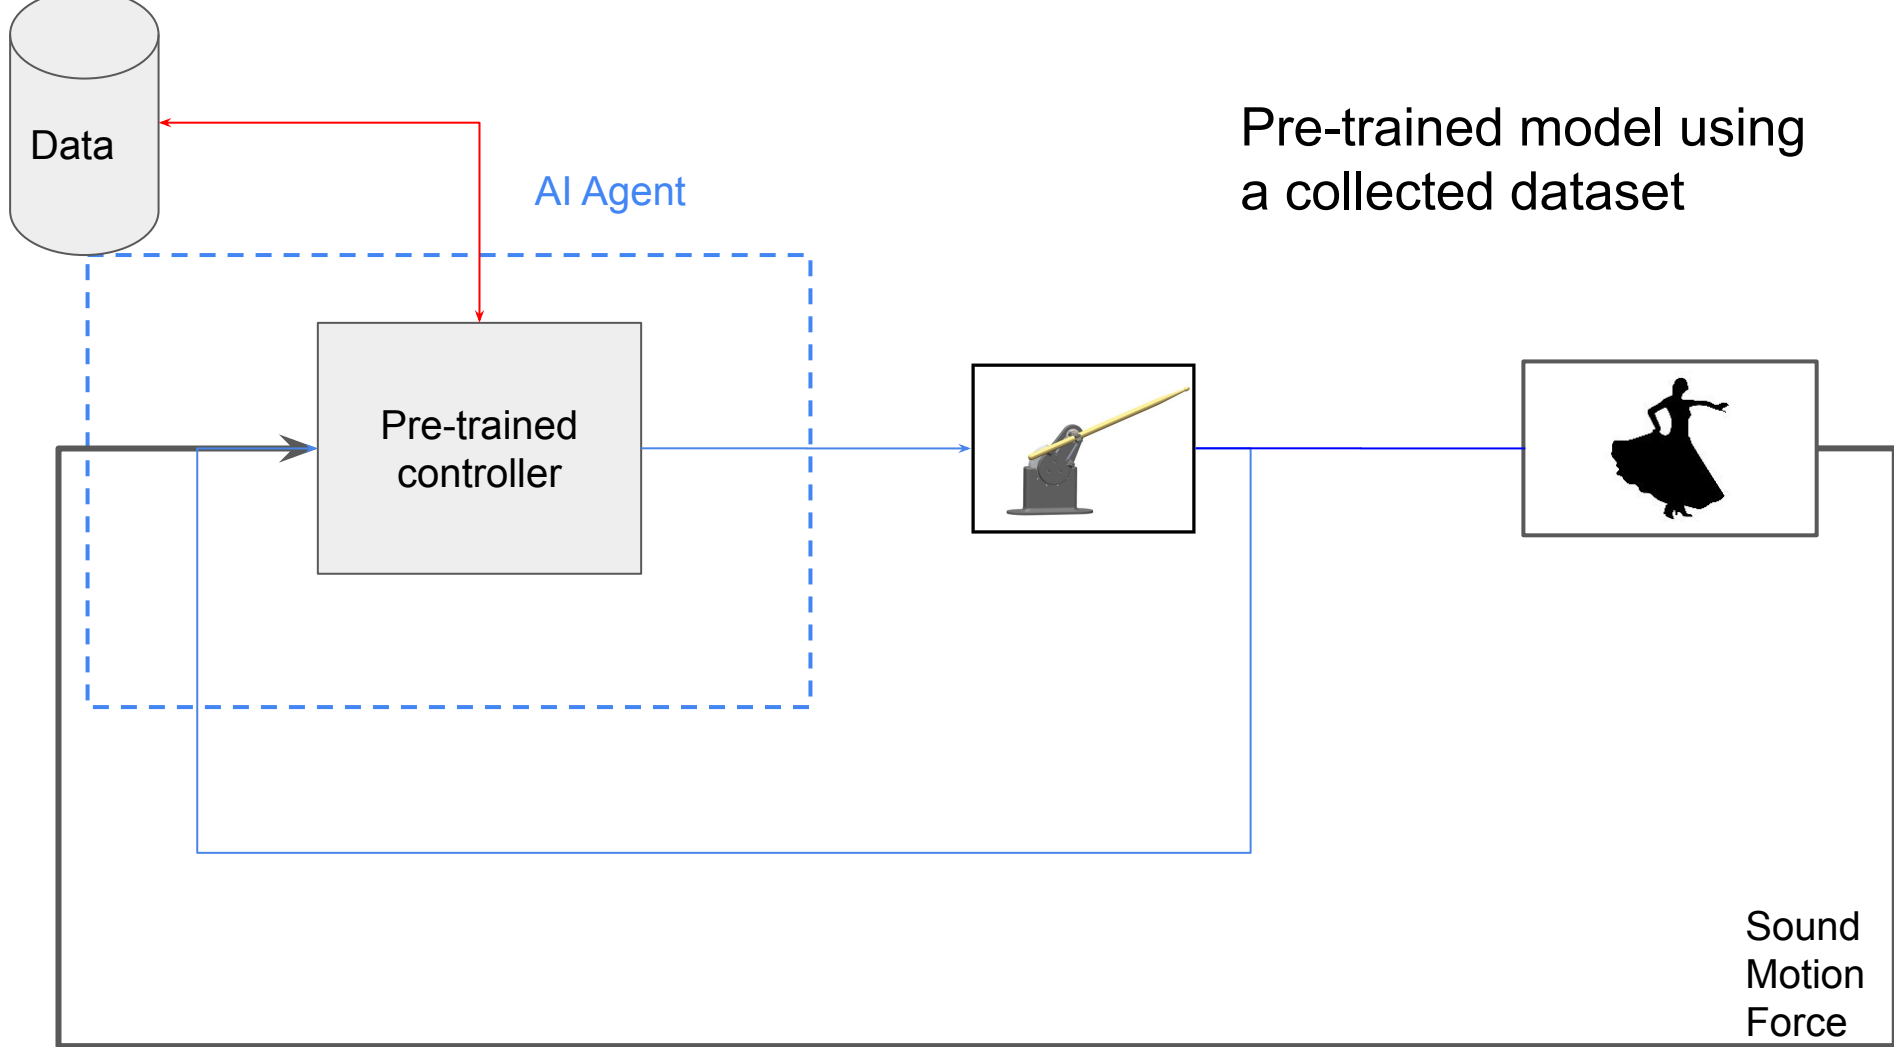 Data
AI Agent
Pre-trained model using
a collected dataset
Pre-trained
controller
Sound
Motion
Force